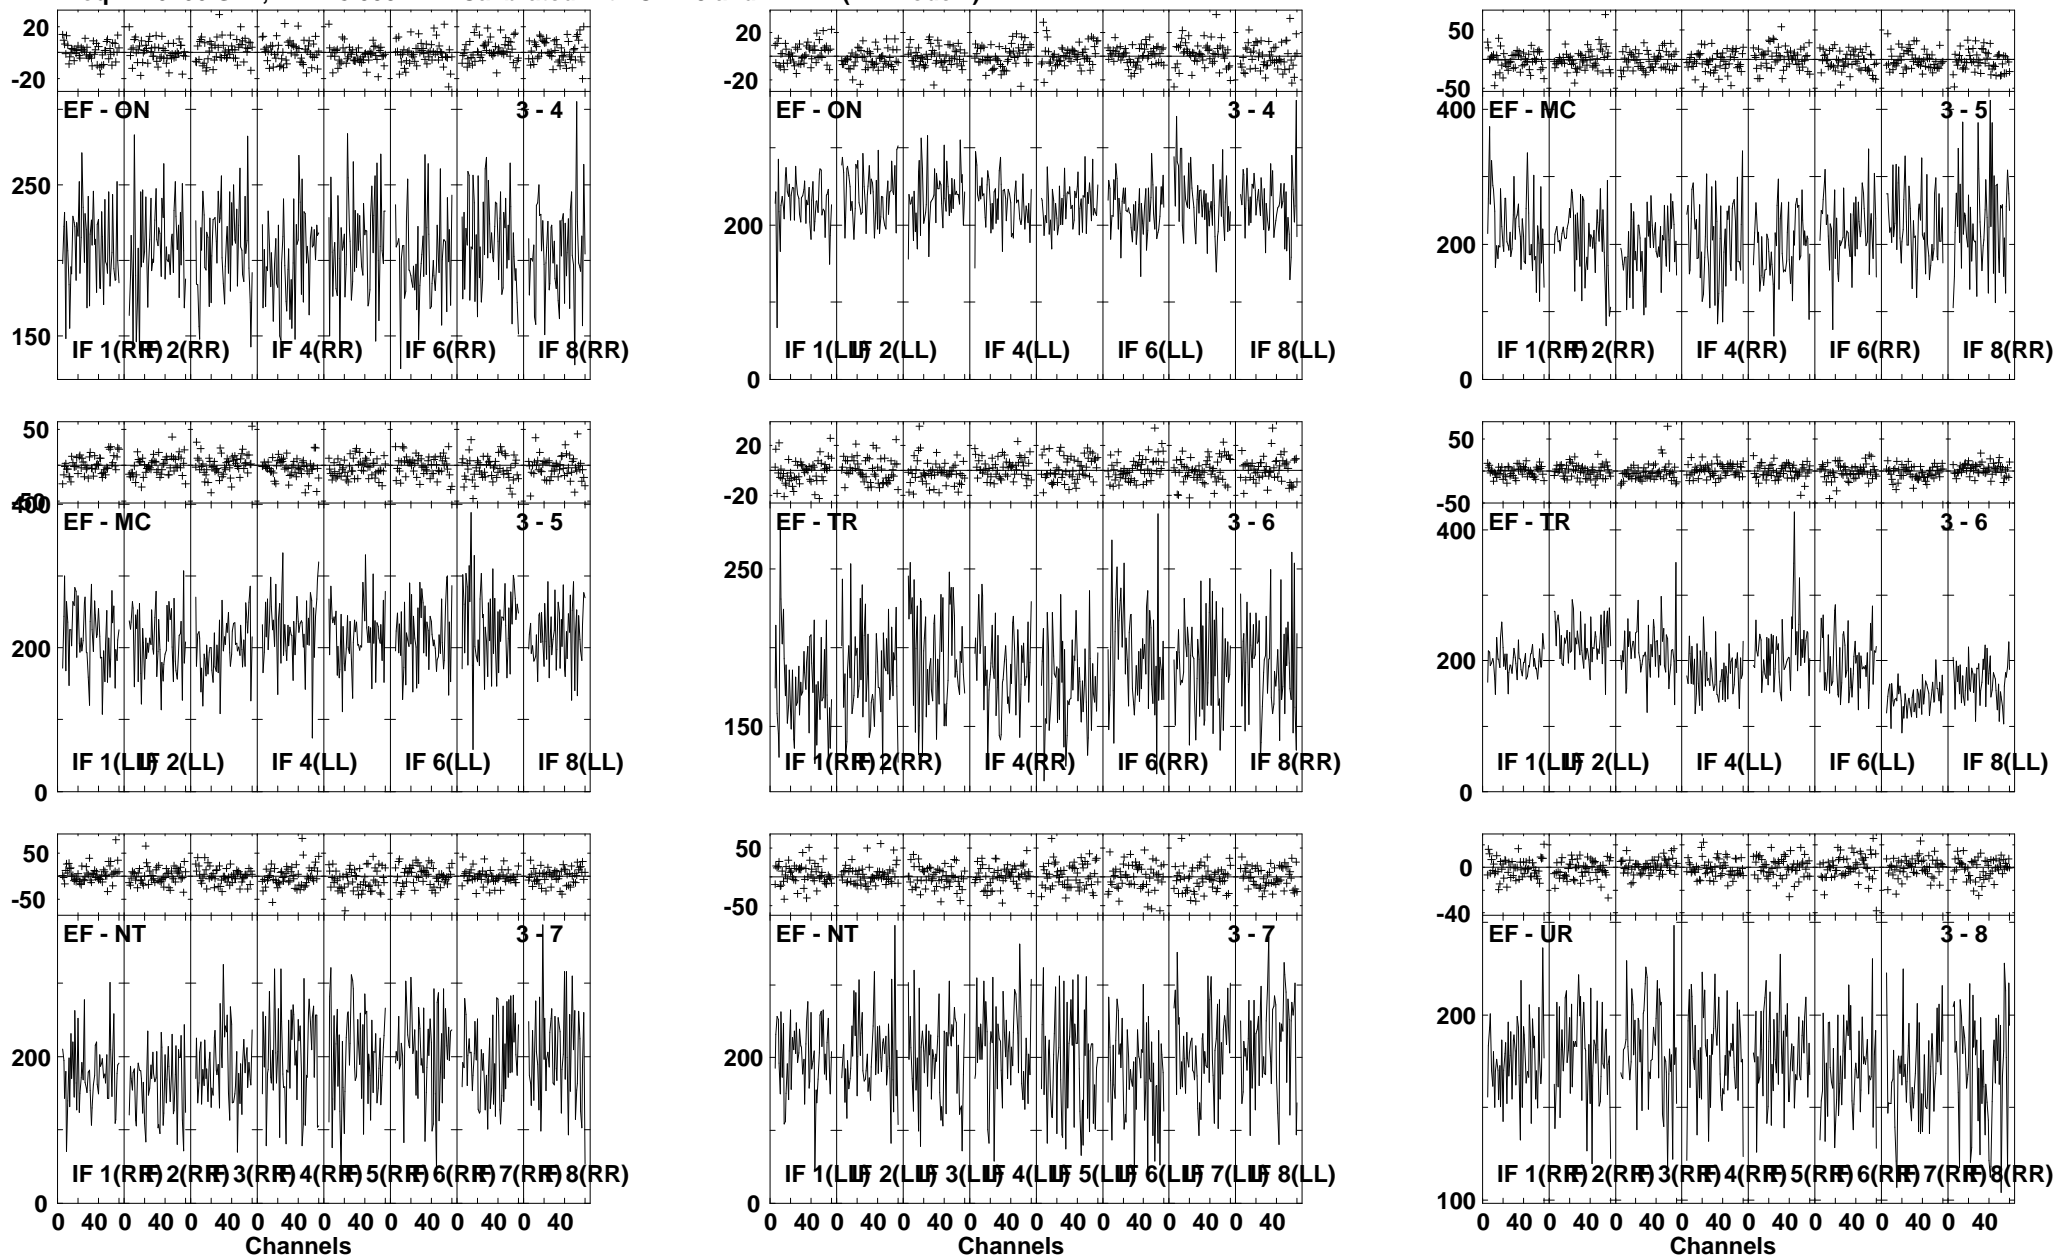 20
-20
EF - ON 3 - 4
250
150
IF 1(RR) IF 2(RR) IF 4(RR) IF 6(RR) IF 8(RR)
20
-20
EF - ON 3 - 4
200
0
IF 1(LL) IF 2(LL) IF 4(LL) IF 6(LL) IF 8(LL)
50
-50
400
EF - MC 3 - 5
200
0
IF 1(RR) IF 2(RR) IF 4(RR) IF 6(RR) IF 8(RR)
50
-50
400
EF - MC 3 - 5
200
0
IF 1(LL) IF 2(LL) IF 4(LL) IF 6(LL) IF 8(LL)
20
-20
EF - TR 3 - 6
250
150
IF 1(RR) IF 2(RR) IF 4(RR) IF 6(RR) IF 8(RR)
50
-50
EF - TR 3 - 6
400
200
0
IF 1(LL) IF 2(LL) IF 4(LL) IF 6(LL) IF 8(LL)
50
-50
EF - NT 3 - 7
200
0
IF 1(RR) IF 2(RR) IF 3(RR) IF 4(RR) IF 5(RR) IF 6(RR) IF 7(RR) IF 8(RR)
0 40 0 40 0 40 0 40 0 40 0 40 0 40 0 40
Channels
50
-50
EF - NT 3 - 7
200
0
IF 1(LL) IF 2(LL) IF 3(LL) IF 4(LL) IF 5(LL) IF 6(LL) IF 7(LL) IF 8(LL)
0 40 0 40 0 40 0 40 0 40 0 40 0 40 0 40
Channels
0
-40
EF - UR 3 - 8
200
100
IF 1(RR) IF 2(RR) IF 3(RR) IF 4(RR) IF 5(RR) IF 6(RR) IF 7(RR) IF 8(RR)
0 40 0 40 0 40 0 40 0 40 0 40 0 40 0 40
Channels